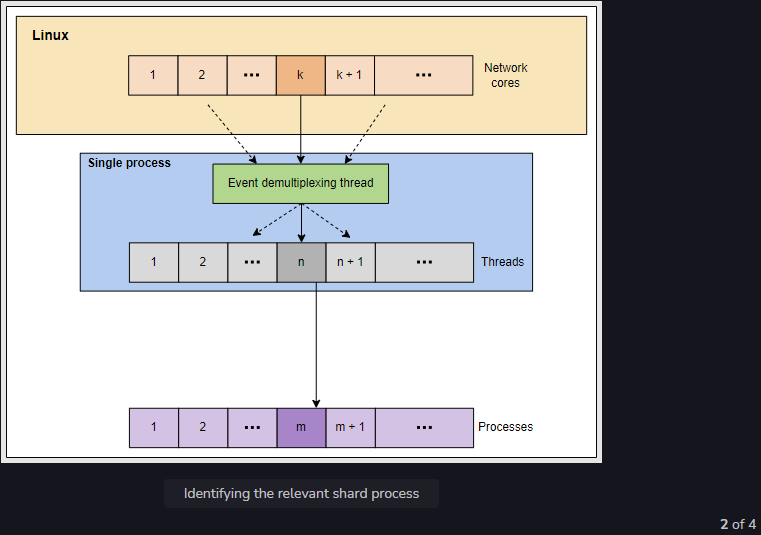 Linux
1 2 ... k k + 1 ...
Network
cores
Single process
Event demultiplexing thread
1 2 ... n n + 1 ...
Threads
1 2 ... m m + 1 ...
Processes
Identifying the relevant shard process
2 of 4